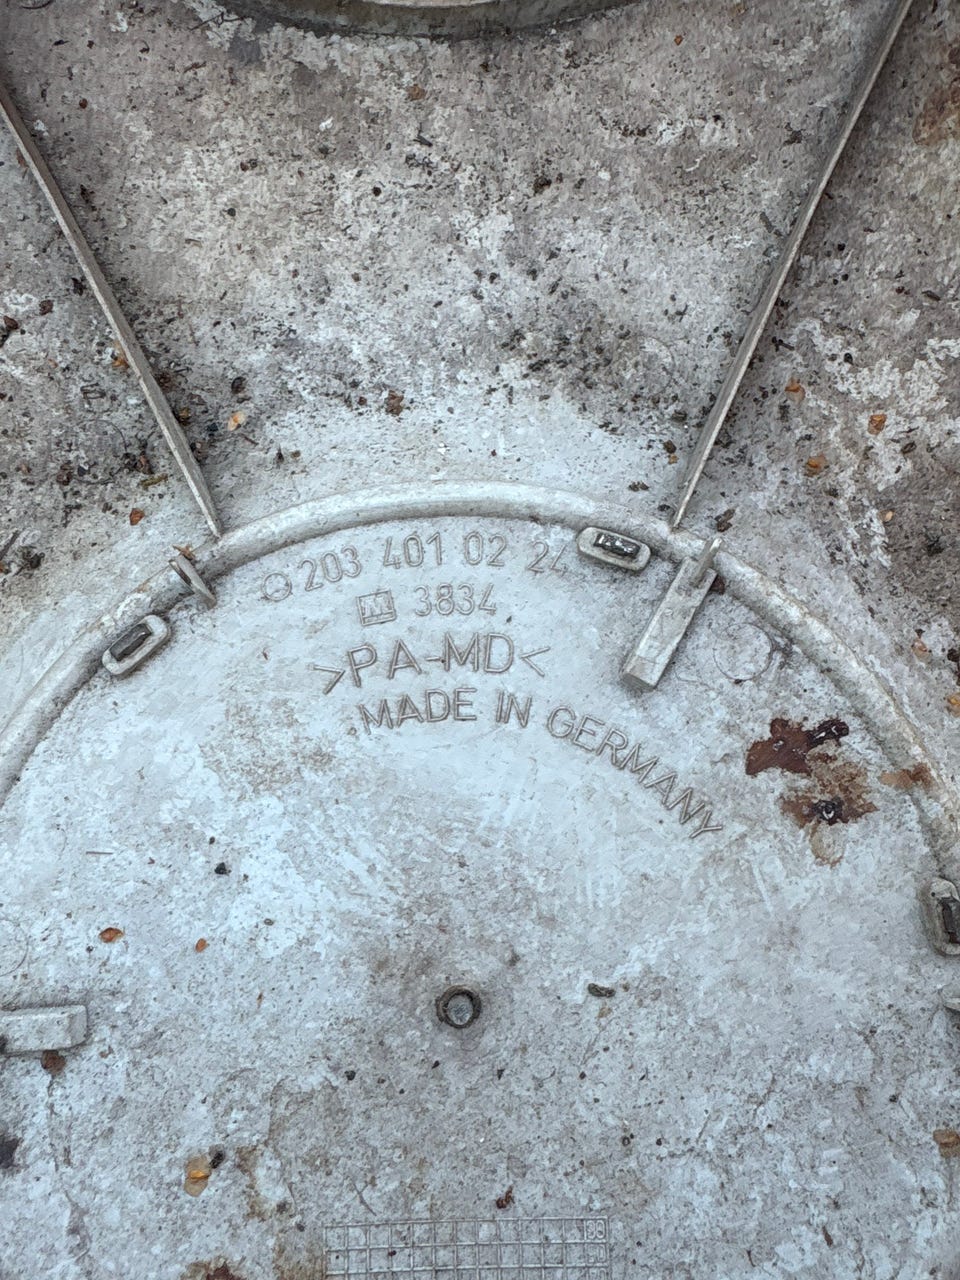 203 401 02 24
M 3834
>PA-MD<
MADE IN GERMANY